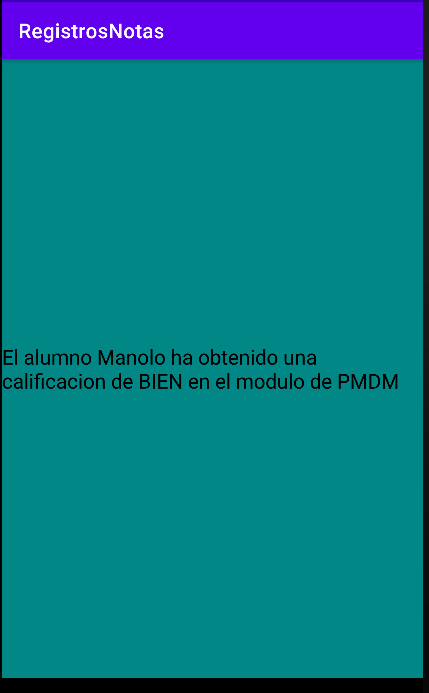 RegistrosNotas
El alumno Manolo ha obtenido una
calificacion de BIEN en el modulo de PMDM